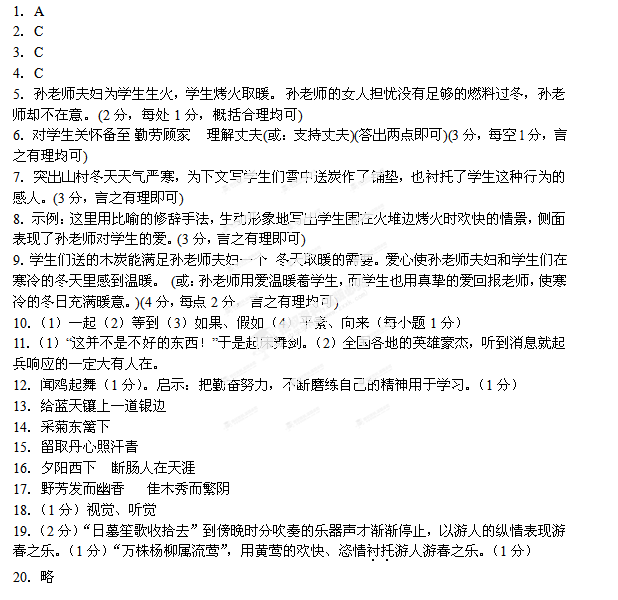 1. A
2. C
3. C
4. C
5. 孙老师夫妇为学生生火，学生烤火取暖。孙老师的女人担忧没有足够的燃料过冬，孙老
师却不在意。(2分，每处1分，概括合理均可)
6. 对学生关怀备至 勤劳顾家  理解丈夫(或：支持丈夫)(答出两点即可)(3分，每空1分，言
之有理均可)
7. 突出山村冬天天气严寒，为下文写学生们雪中送炭作了铺垫，也衬托了学生这种行为的
感人。(3分，言之有理即可)
8. 示例：这里用比喻的修辞手法，生动形象地写出学生围在火堆边烤火时欢快的情景，侧面
表现了孙老师对学生的爱。(3分，言之有理即可)
9. 学生们送的木炭能满足孙老师夫妇一个 冬天取暖的需要。爱心使孙老师夫妇和学生们在
寒冷的冬天里感到温暖。 (或：孙老师用爱温暖着学生，而学生也用真挚的爱回报老师，使寒
冷的冬日充满暖意。)(4分，每点2分，言之有理均可)
10.（1）一起（2）等到（3）如果、假如（4）平素、向来（每小题1分）
11.（1）“这并不是不好的东西！”于是起床舞剑。（2）全国各地的英雄豪杰，听到消息就起
兵响应的一定大有人在。
12. 闻鸡起舞（1分）。启示：把勤奋努力，不断磨练自己的精神用于学习。（1分）
13. 给蓝天镶上一道银边
14. 采菊东篱下
15. 留取丹心照汗青
16. 夕阳西下  断肠人在天涯
17. 野芳发而幽香  佳木秀而繁阴
18.（1分）视觉、听觉
19.（2分）“日墓笙歌收拾去”到傍晚时分吹奏的乐器声才渐渐停止，以游人的纵情表现游
春之乐。（1分）“万株杨柳属流莺”，用黄莺的欢快、恣情衬托游人游春之乐。（1分）
20. 略